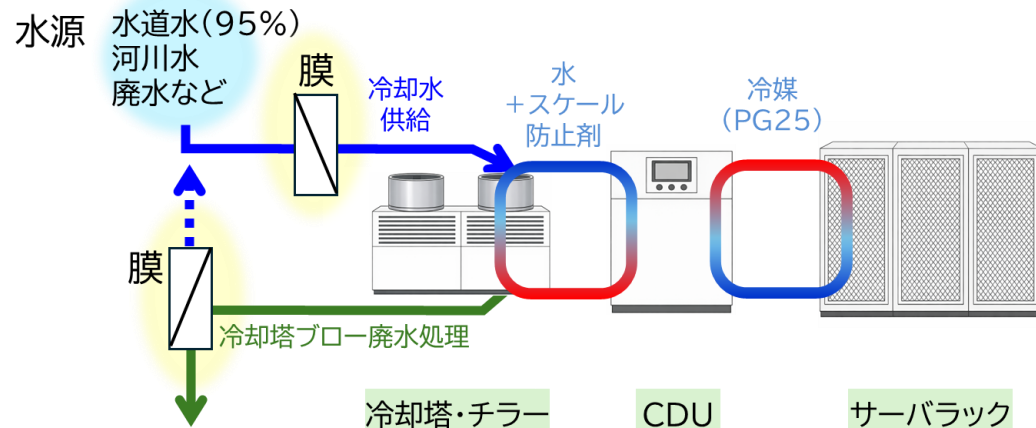 水源
水道水(95%)
河川水
廃水など
膜
冷却水
供給
水
＋スケール
防止剤
冷媒
(PG25)
膜
冷却塔ブロー廃水処理
冷却塔・チラー
CDU
サーバラック